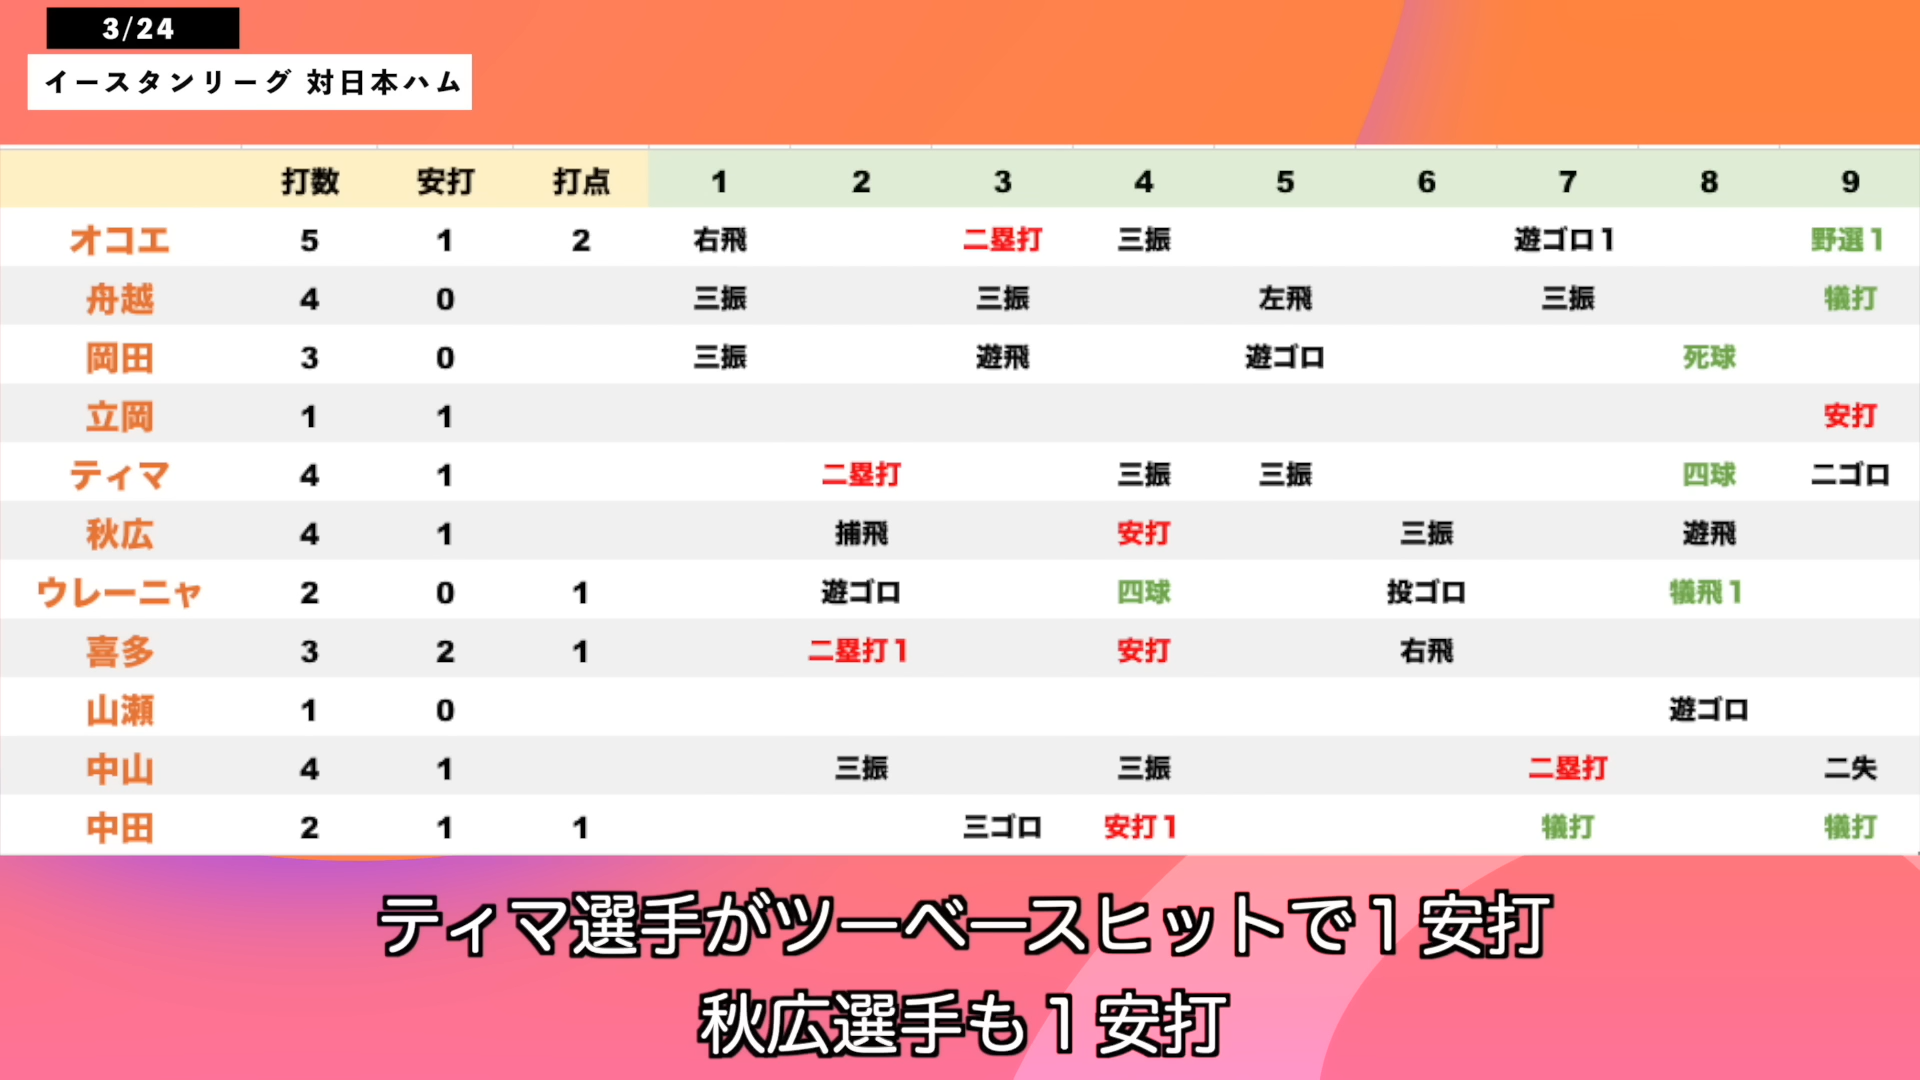 3/24
イースタンリーグ 対日本ハム
打数 安打 打点 1 2 3 4 5 6 7 8 9
オコエ 5 1 2 右飛 二塁打 三振 遊ゴロ1 野選1
舟越 4 0 三振 三振 左飛 三振 犠打
岡田 3 0 三振 遊飛 遊ゴロ 死球
立岡 1 1 安打
ティマ 4 1 二塁打 三振 三振 四球 二ゴロ
秋広 4 1 捕飛 安打 三振 遊飛
ウレーニャ 2 0 1 遊ゴロ 四球 投ゴロ 犠飛1
喜多 3 2 1 二塁打1 安打 右飛
山瀬 1 0 遊ゴロ
中山 4 1 三振 三振 二塁打 二失
中田 2 1 1 三ゴロ 安打1 犠打 犠打
ティマ選手がツーベースヒットで1安打
秋広選手も1安打